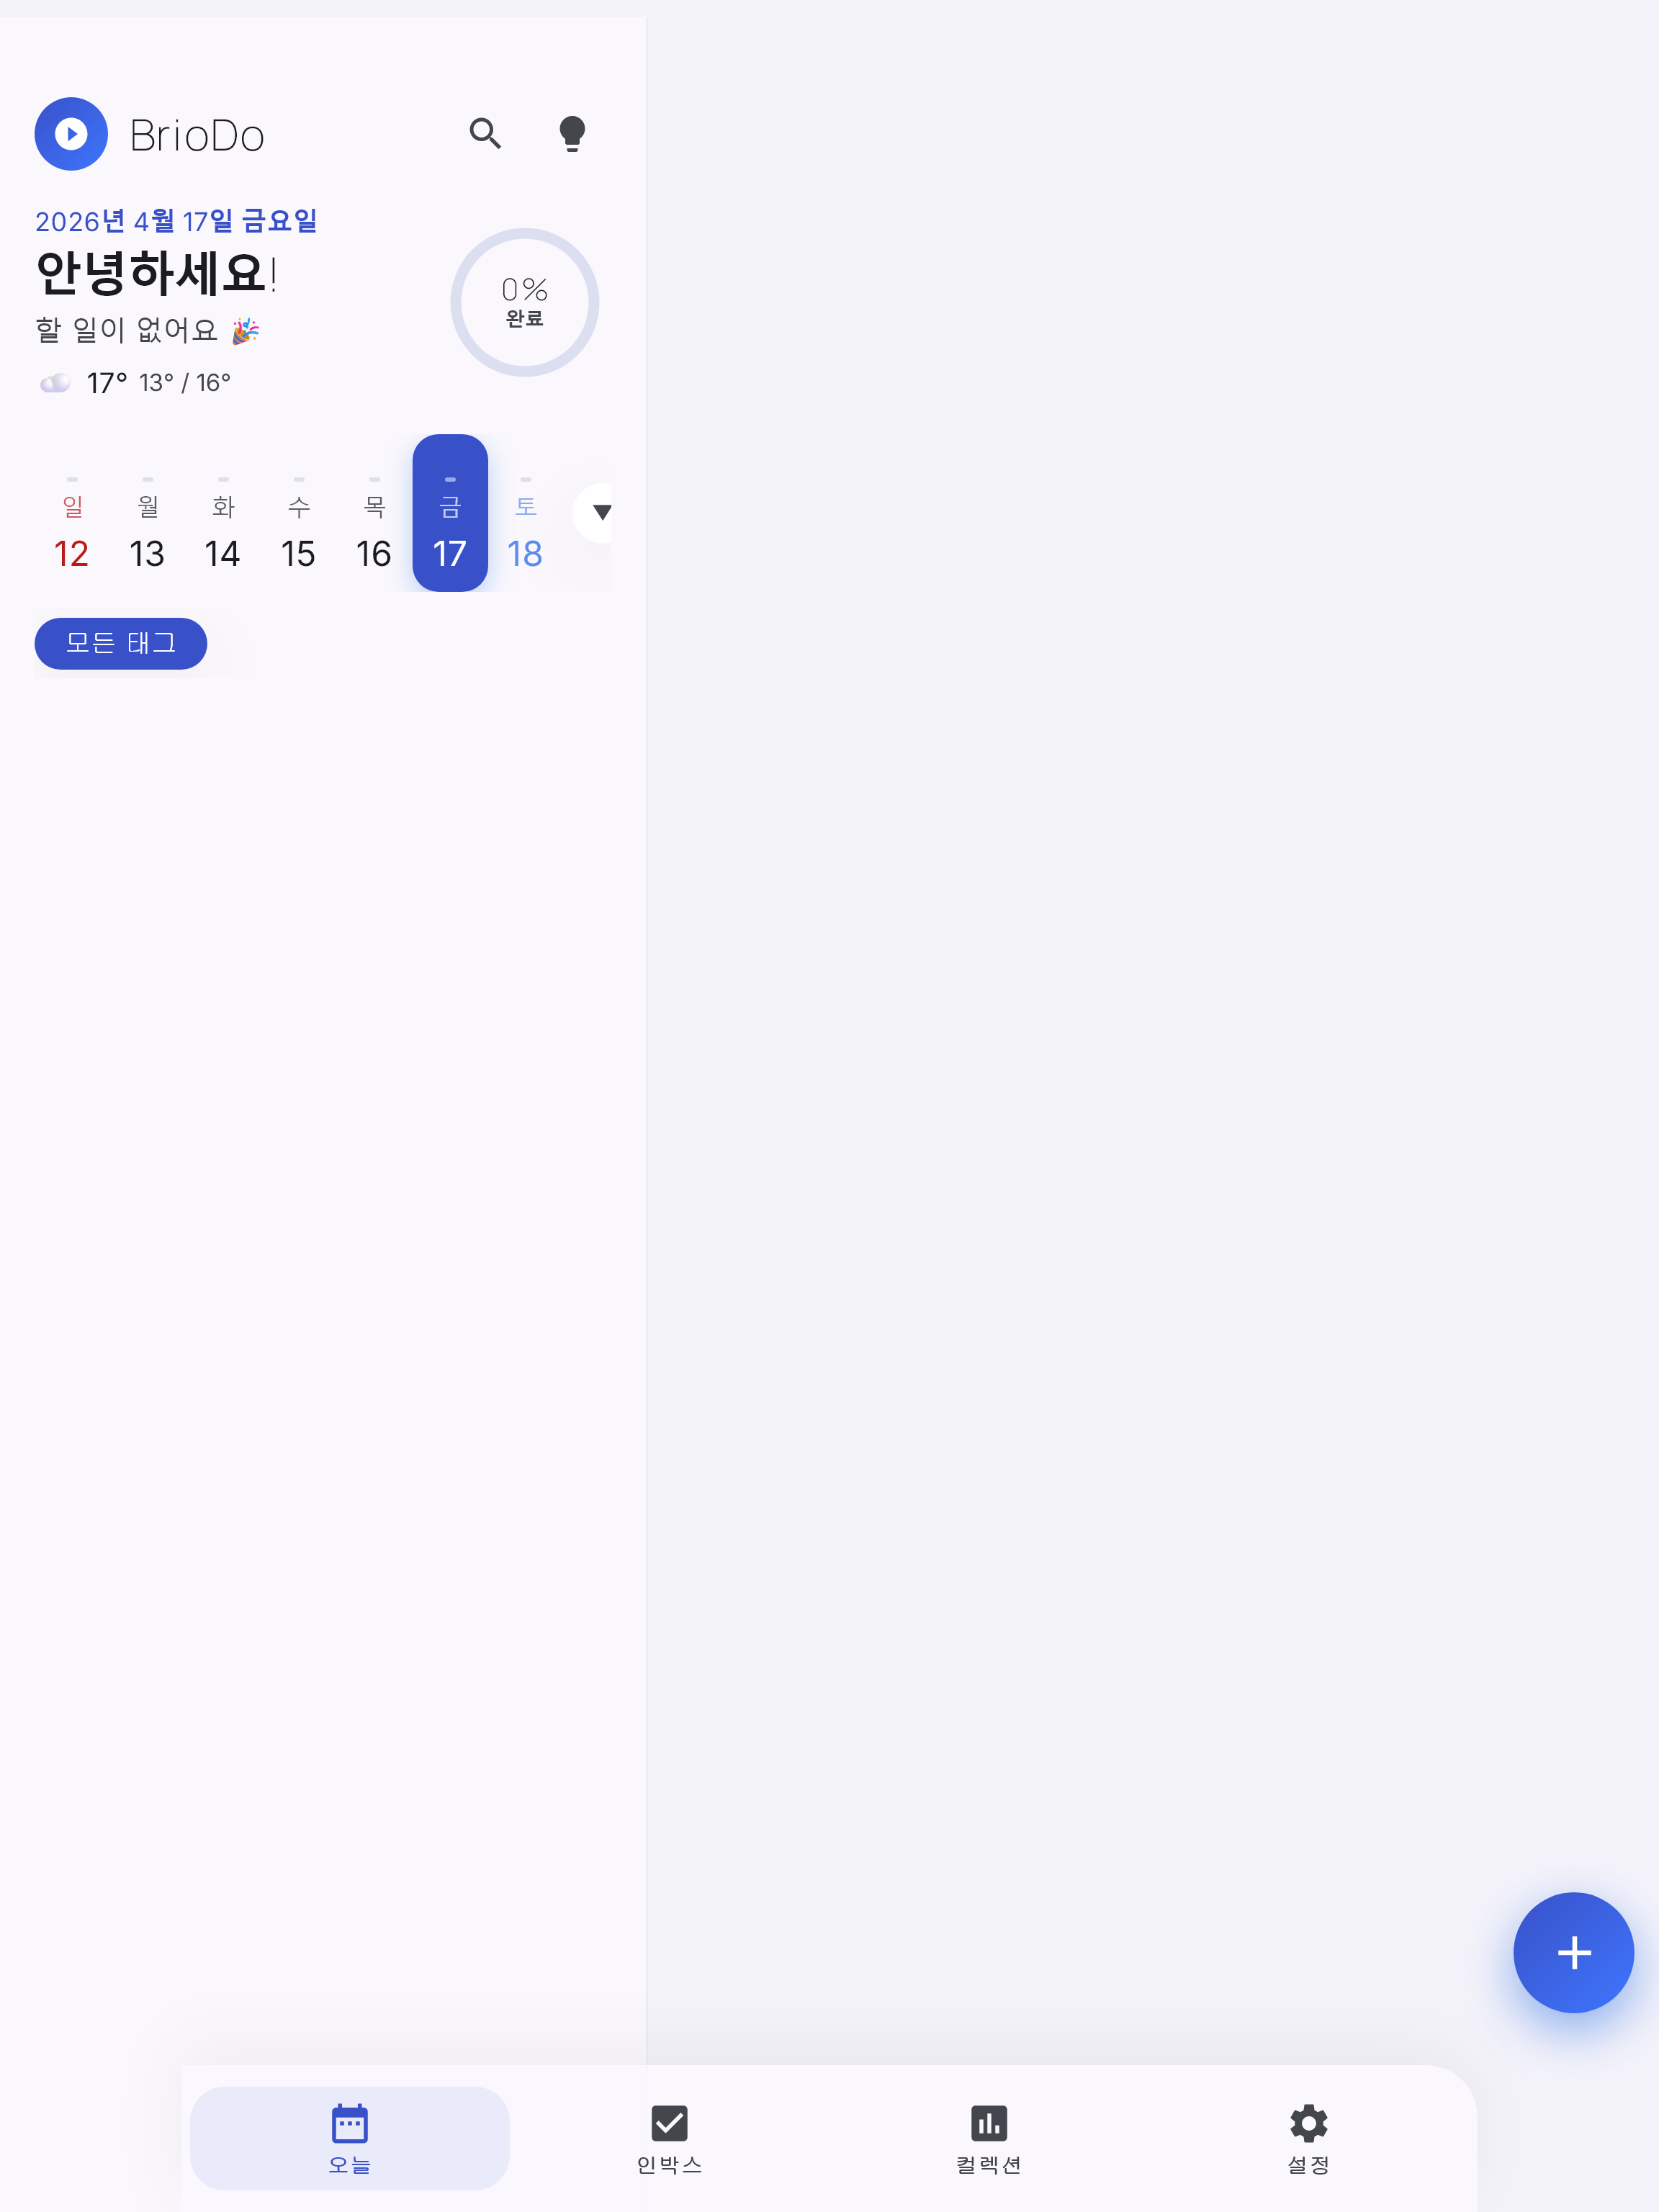 BrioDo
2026년 4월 17일 금요일
안녕하세요!
할 일이 없어요 🎉
17° 13° / 16°
0%
완료
일 월 화 수 목 금 토
12 13 14 15 16 17 18
모든 태그
오늘 인박스 컬렉션 설정